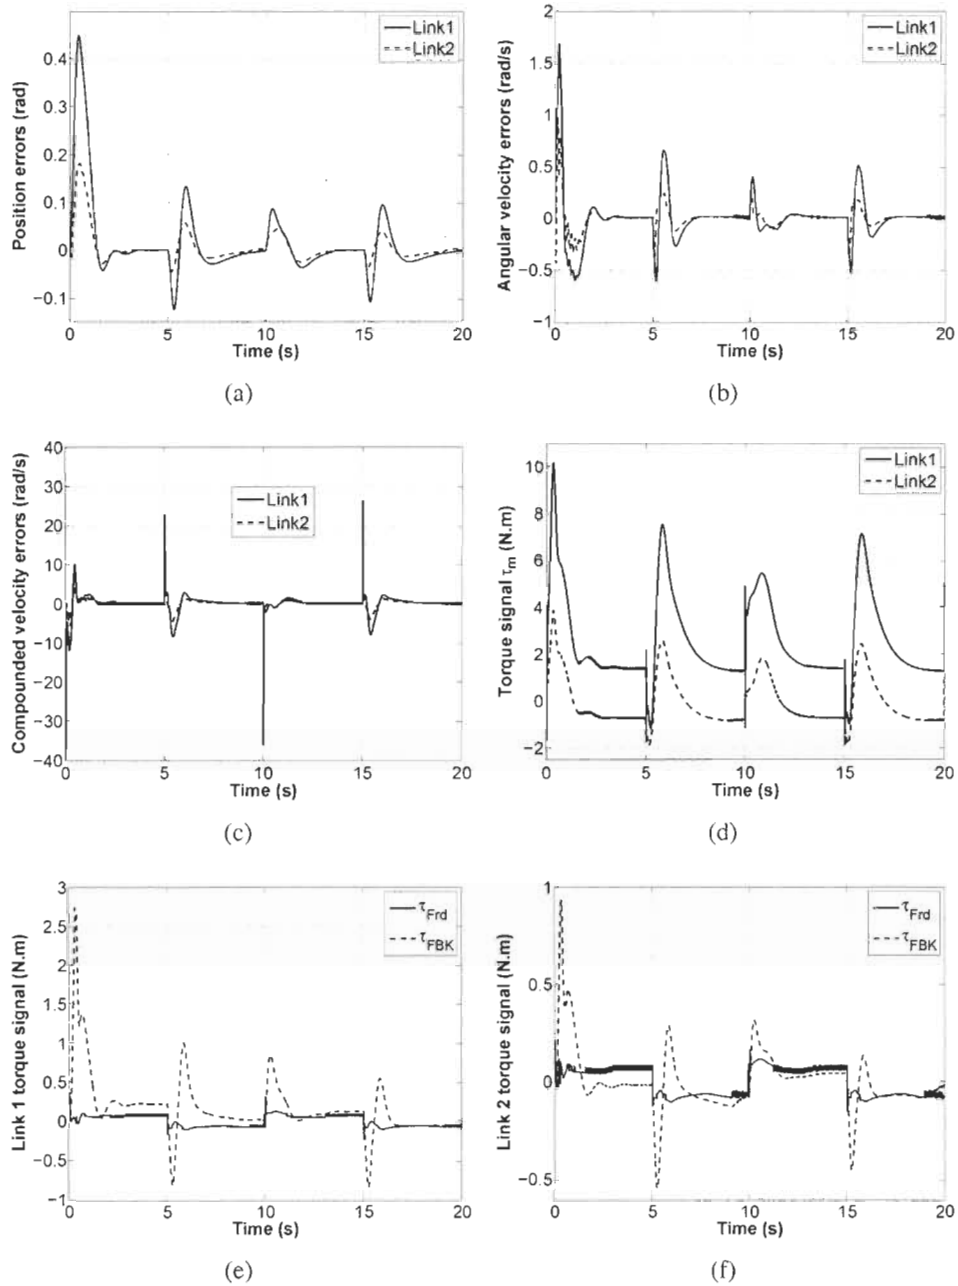 Position errors (rad)
0.4
0.3
0.2
0.1
0
−0.1
0 5 10 15 20
Time (s)
Link1
Link2
(a)
Angular velocity errors (rad/s)
2
1.5
1
0.5
0
−0.5
−1
0 5 10 15 20
Time (s)
Link1
Link2
(b)
Compounded velocity errors (rad/s)
40
30
20
10
0
−10
−20
−30
−40
0 5 10 15 20
Time (s)
Link1
Link2
(c)
Torque signal τm (N.m)
10
8
6
4
2
0
−2
0 5 10 15 20
Time (s)
Link1
Link2
(d)
Link 1 torque signal (N.m)
3
2.5
2
1.5
1
0.5
0
−0.5
−1
0 5 10 15 20
Time (s)
τFrd
τFBK
(e)
Link 2 torque signal (N.m)
1
0.5
0
−0.5
0 5 10 15 20
Time (s)
τFrd
τFBK
(f)